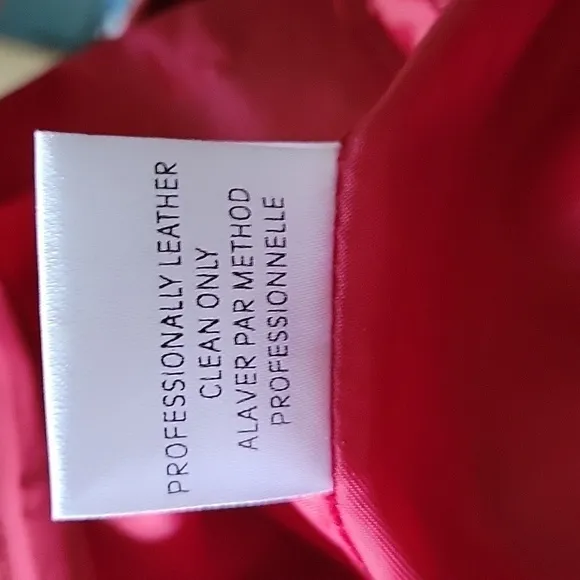 PROFESSIONALLY LEATHER
CLEAN ONLY
ALAVER PAR METHOD
PROFESSIONNELLE